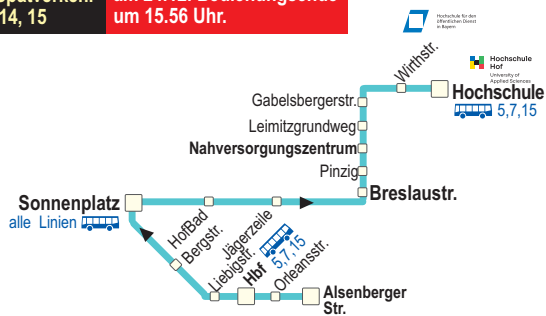 14, 15
um 15.56 Uhr.
Hochschule für den
öffentlichen Dienst
in Bayern
Wirthstr.
Hochschule
Hof
University of
Applied Sciences
Hochschule
5,7,15
Gabelsbergerstr.
Leimitzgrundweg
Nahversorgungszentrum
Pinzig
Breslaustr.
Sonnenplatz
alle Linien
HofBad
Jägerzeile
Bergstr.
Liebigstr.
Hbf
5,7,15
Orleansstr.
Alsenberger
Str.